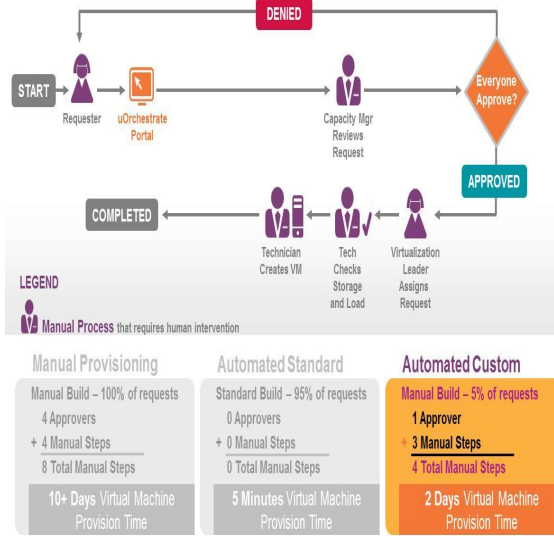 DENIED
START
Requester
uOrchestrate
Portal
Capacity Mgr
Reviews
Request
Everyone
Approve?
APPROVED
COMPLETED
Technician
Creates VM
Tech
Checks
Storage
and Load
Virtualization
Leader
Assigns
Request
LEGEND
Manual Process that requires human intervention
Manual Provisioning
Manual Build – 100% of requests
4 Approvers
+ 4 Manual Steps
8 Total Manual Steps
10+ Days Virtual Machine
Provision Time
Automated Standard
Standard Build – 95% of requests
0 Approvers
+ 0 Manual Steps
0 Total Manual Steps
5 Minutes Virtual Machine
Provision Time
Automated Custom
Manual Build – 5% of requests
1 Approver
+ 3 Manual Steps
4 Total Manual Steps
2 Days Virtual Machine
Provision Time